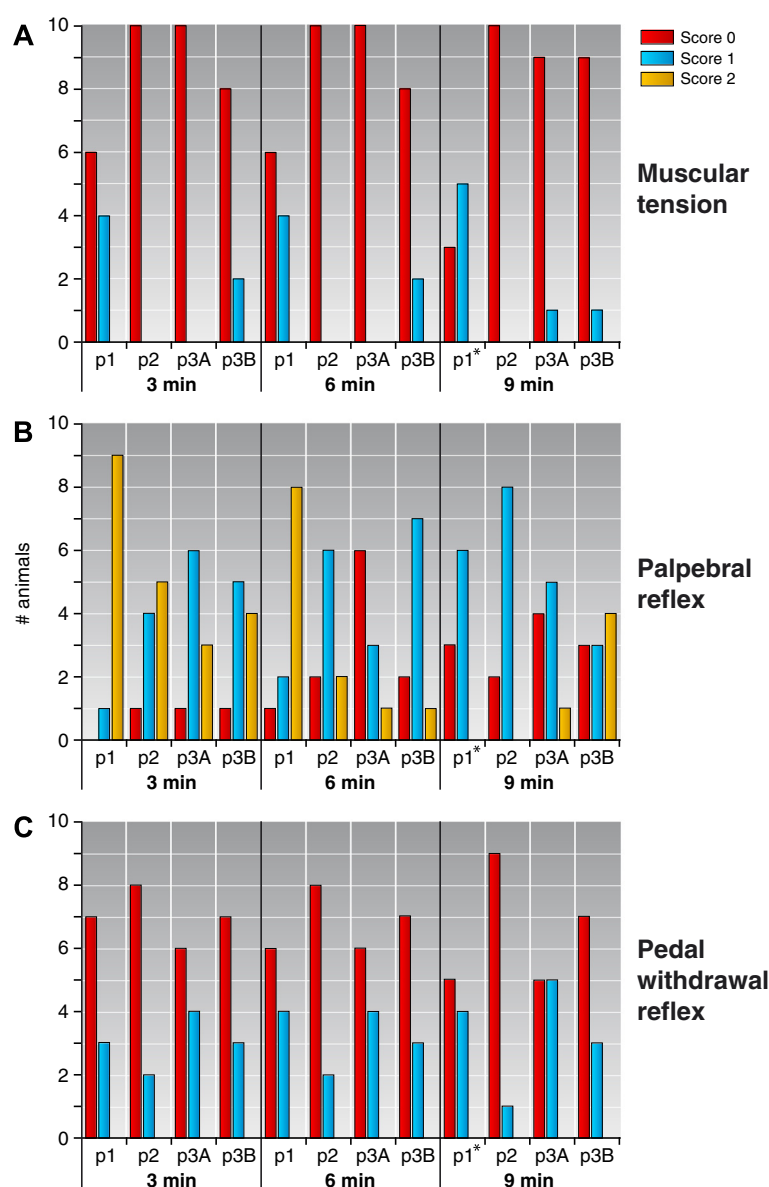 A
10
8
6
4
2
0
p1 p2 p3A p3B p1 p2 p3A p3B p1* p2 p3A p3B
3 min 6 min 9 min
Score 0
Score 1
Score 2
Muscular
tension
B
10
8
6
4
2
0
# animals
p1 p2 p3A p3B p1 p2 p3A p3B p1* p2 p3A p3B
3 min 6 min 9 min
Palpebral
reflex
C
10
8
6
4
2
0
p1 p2 p3A p3B p1 p2 p3A p3B p1* p2 p3A p3B
3 min 6 min 9 min
Pedal
withdrawal
reflex